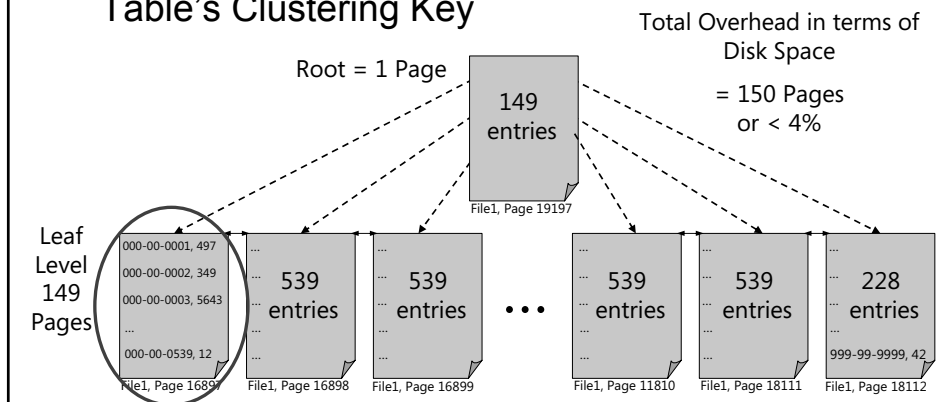 Table's Clustering Key
Total Overhead in terms of
Disk Space
= 150 Pages
or < 4%
Root = 1 Page
149
entries
File1, Page 19197
Leaf
Level
149
Pages
000-00-0001, 497
000-00-0002, 349
000-00-0003, 5643
...
000-00-0539, 12
File1, Page 16897
...
...
539
entries
...
...
...
File1, Page 16898
...
...
539
entries
...
...
...
File1, Page 16899
• • •
...
...
539
entries
...
...
...
File1, Page 11810
...
...
539
entries
...
...
...
File1, Page 18111
...
...
228
entries
...
...
999-99-9999, 42
File1, Page 18112